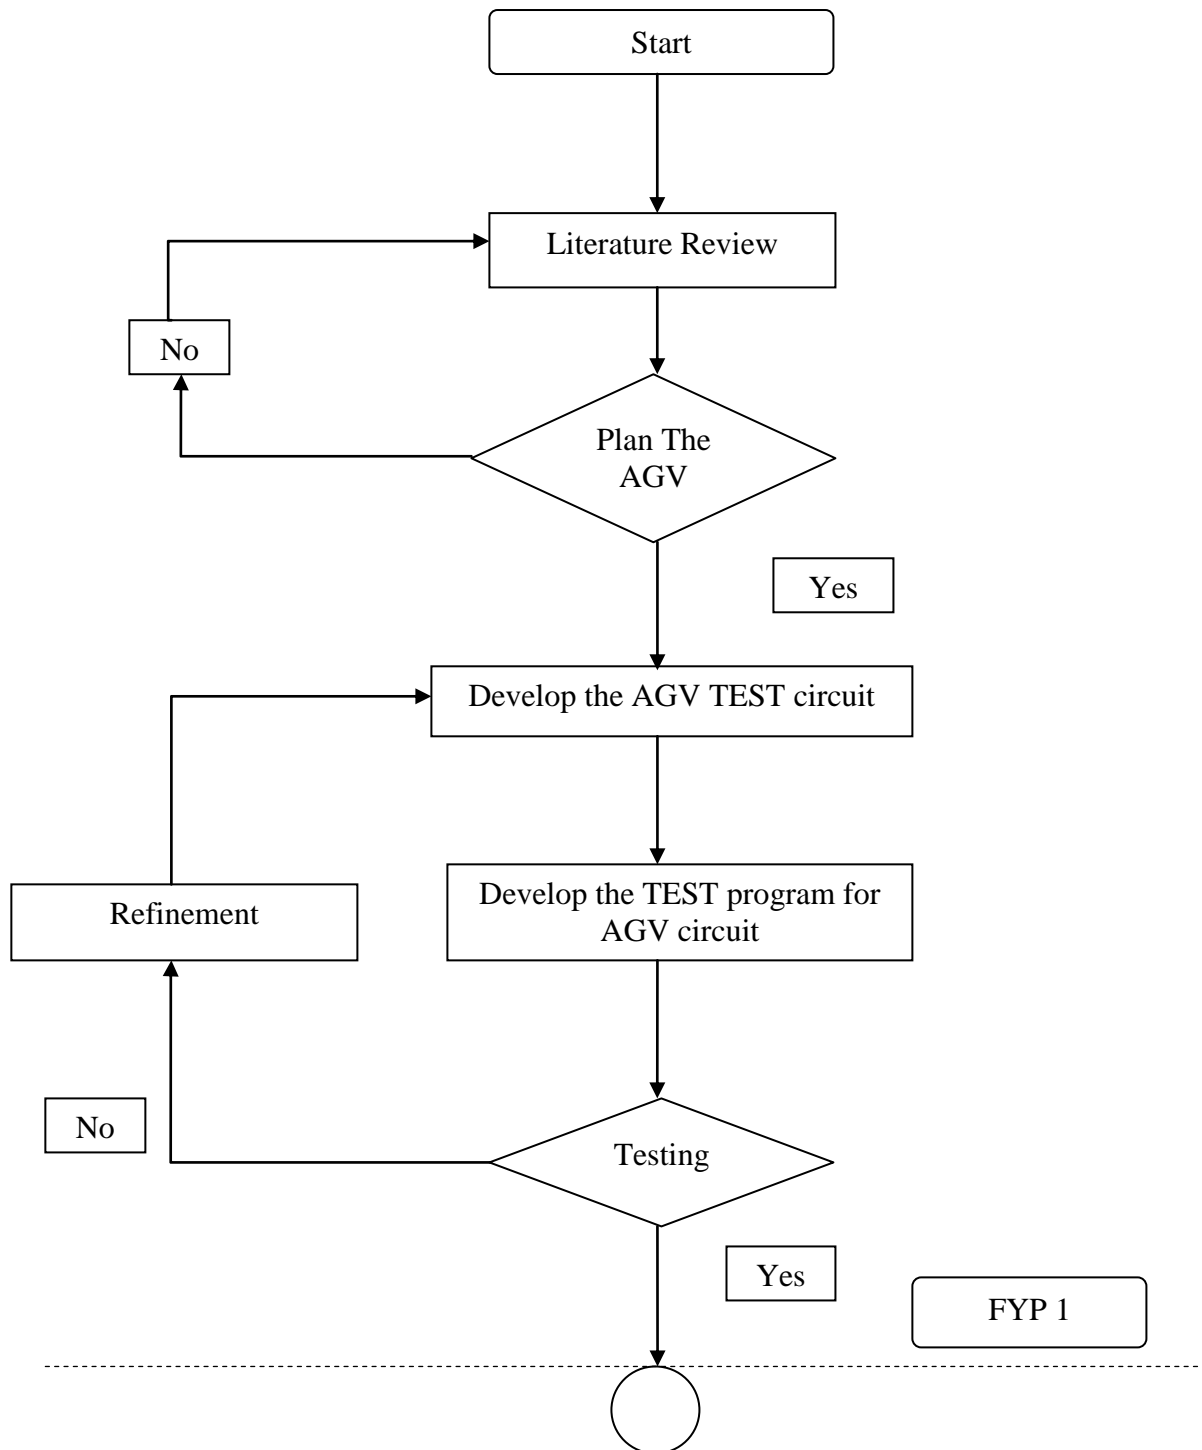 Start
Literature Review
No
Plan The
AGV
Yes
Develop the AGV TEST circuit
Refinement
Develop the TEST program for
AGV circuit
No
Testing
Yes
FYP 1